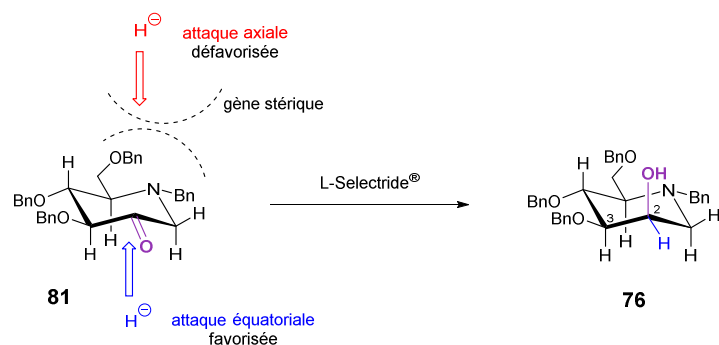 H⊖ attaque axiale
défavorisée
gène stérique
OBn
H
N
Bn
BnO
BnO
H
H
O
81
H⊖ attaque équatoriale
favorisée
L-Selectride®
BnO
OH
H
N
Bn
BnO
BnO
2
3
H
H
H
76